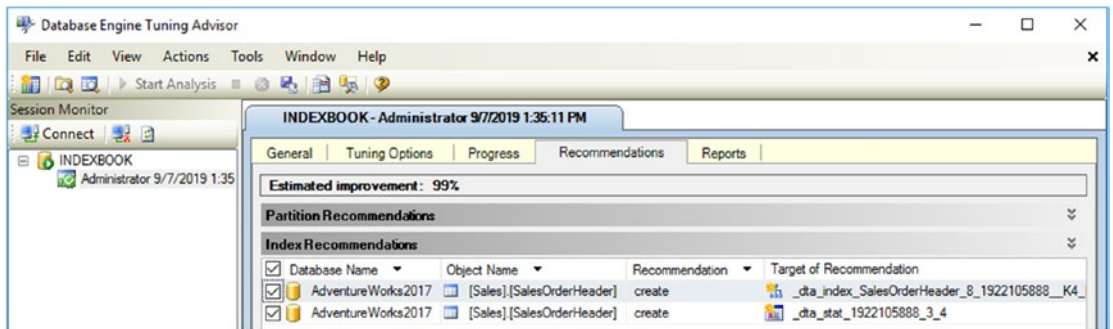 Database Engine Tuning Advisor
File Edit View Actions Tools Window Help
Start Analysis
Session Monitor
Connect
INDEXBOOK
Administrator 9/7/2019 1:35
INDEXBOOK - Administrator 9/7/2019 1:35:11 PM
General Tuning Options Progress Recommendations Reports
Estimated improvement: 99%
Partition Recommendations
Index Recommendations
Database Name Object Name Recommendation Target of Recommendation
AdventureWorks2017 [Sales].[SalesOrderHeader] create _dta_index_SalesOrderHeader_8_1922105888__K4_
AdventureWorks2017 [Sales].[SalesOrderHeader] create _dta_stat_1922105888_3_4